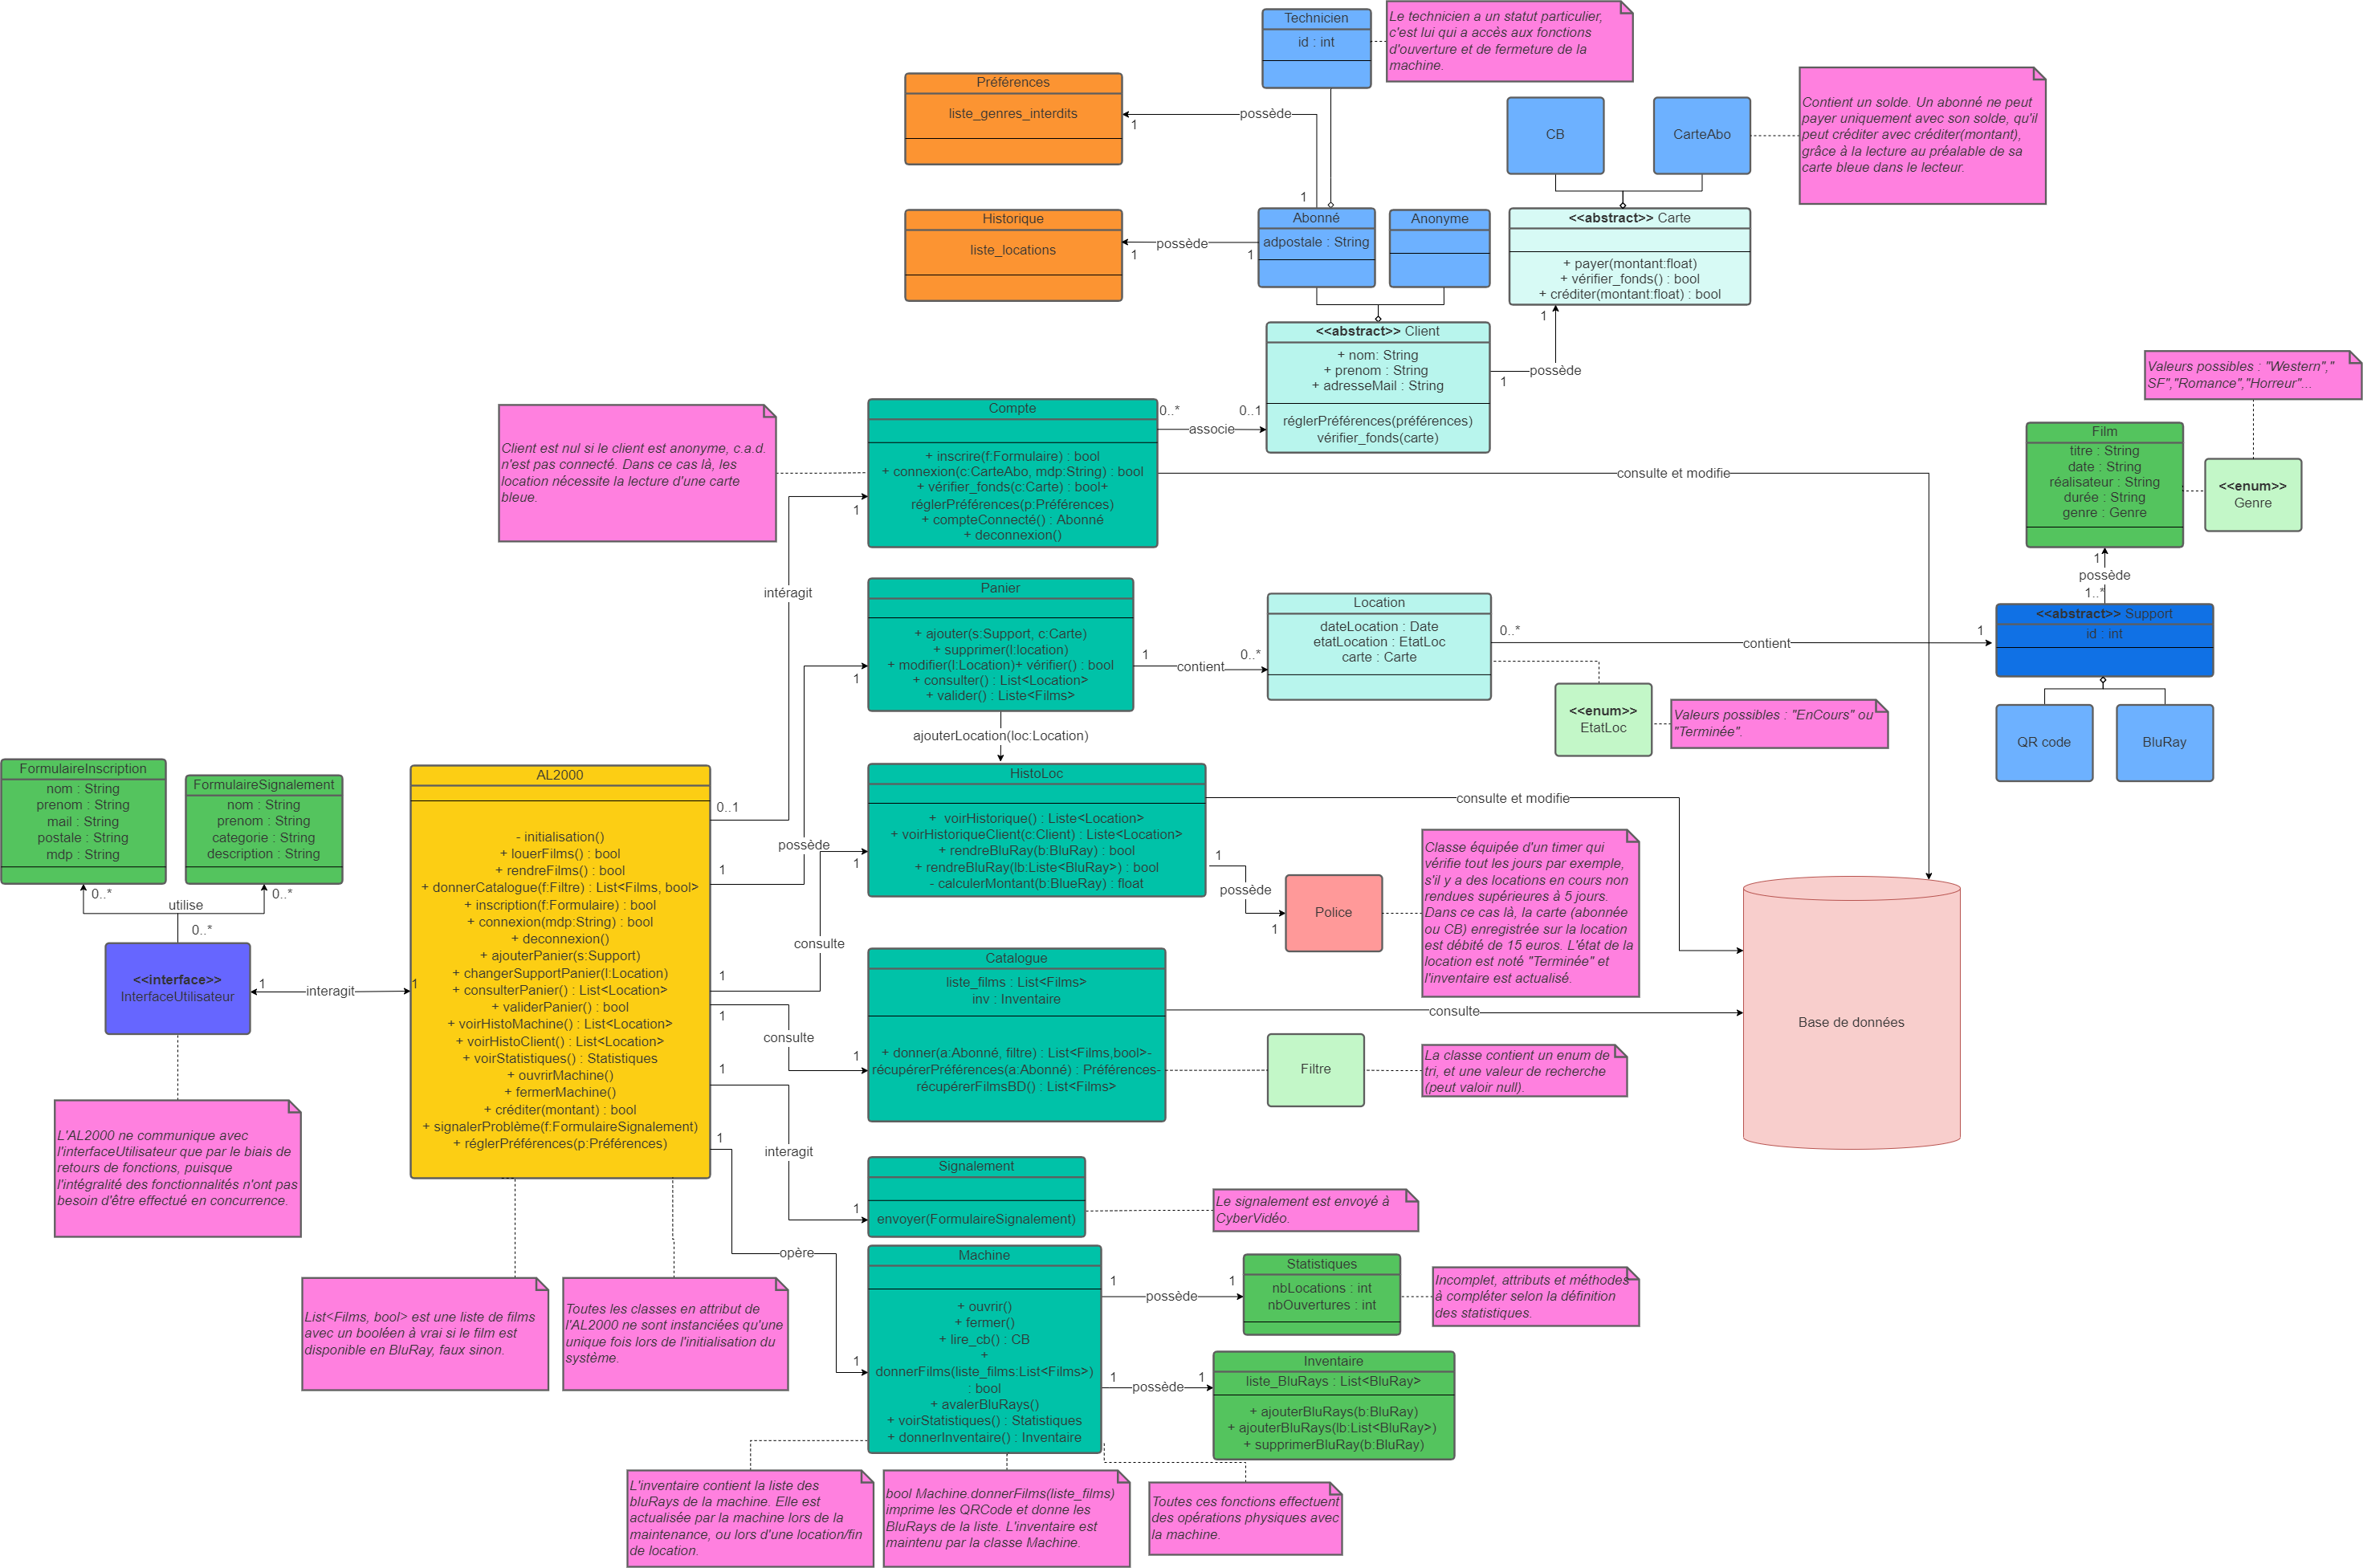 Technicien
id : int
Le technicien a un statut particulier,
c'est lui qui a accès aux fonctions
d'ouverture et de fermeture de la
machine.
Préférences
liste_genres_interdits
possède
1
1
CB
CarteAbo
Contient un solde. Un abonné ne peut
payer uniquement avec son solde, qu'il
peut créditer avec créditer(montant),
grâce à la lecture au préalable de sa
carte bleue dans le lecteur.
Historique
liste_locations
possède
1
1
Abonné
adpostale : String
Anonyme
<<abstract>> Carte
+ payer(montant:float)
+ vérifier_fonds() : bool
+ créditer(montant:float) : bool
1
<<abstract>> Client
+ nom: String
+ prenom : String
+ adresseMail : String
réglerPréférences(préférences)
vérifier_fonds(carte)
possède
1
Valeurs possibles : "Western","
SF","Romance","Horreur"...
Client est nul si le client est anonyme, c.a.d.
n'est pas connecté. Dans ce cas là, les
location nécessite la lecture d'une carte
bleue.
Compte
+ inscrire(f:Formulaire) : bool
+ connexion(c:CarteAbo, mdp:String) : bool
+ vérifier_fonds(c:Carte) : bool+
réglerPréférences(p:Préférences)
+ compteConnecté() : Abonné
+ deconnexion()
0..*
0..1
associe
consulte et modifie
Film
titre : String
date : String
réalisateur : String
durée : String
genre : Genre
<<enum>>
Genre
1
possède
1..*
intéragit
1
Panier
+ ajouter(s:Support, c:Carte)
+ supprimer(l:location)
+ modifier(l:Location)+ vérifier() : bool
+ consulter() : List<Location>
+ valider() : Liste<Films>
1
1
contient
0..*
Location
dateLocation : Date
etatLocation : EtatLoc
carte : Carte
0..*
contient
1
<<abstract>> Support
id : int
QR code
BluRay
<<enum>>
EtatLoc
Valeurs possibles : "EnCours" ou
"Terminée".
ajouterLocation(loc:Location)
FormulaireInscription
nom : String
prenom : String
mail : String
postale : String
mdp : String
FormulaireSignalement
nom : String
prenom : String
categorie : String
description : String
0..*
0..*
utilise
0..*
<<interface>>
InterfaceUtilisateur
1
interagit
1
L'AL2000 ne communique avec
l'interfaceUtilisateur que par le biais de
retours de fonctions, puisque
l'intégralité des fonctionnalités n'ont pas
besoin d'être effectué en concurrence.
AL2000
- initialisation()
+ louerFilms() : bool
+ rendreFilms() : bool
+ donnerCatalogue(f:Filtre) : List<Films, bool>
+ inscription(f:Formulaire) : bool
+ connexion(mdp:String) : bool
+ deconnexion()
+ ajouterPanier(s:Support)
+ changerSupportPanier(l:Location)
+ consulterPanier() : List<Location>
+ validerPanier() : bool
+ voirHistoMachine() : List<Location>
+ voirHistoClient() : List<Location>
+ voirStatistiques() : Statistiques
+ ouvrirMachine()
+ fermerMachine()
+ créditer(montant) : bool
+ signalerProblème(f:FormulaireSignalement)
+ réglerPréférences(p:Préférences)
0..1
possède
1
1
HistoLoc
+ voirHistorique() : Liste<Location>
+ voirHistoriqueClient(c:Client) : Liste<Location>
+ rendreBluRay(b:BluRay) : bool
+ rendreBluRay(lb:Liste<BluRay>) : bool
- calculerMontant(b:BlueRay) : float
consulte et modifie
1
possède
1
Police
Classe équipée d'un timer qui
vérifie tout les jours par exemple,
s'il y a des locations en cours non
rendues supérieures à 5 jours.
Dans ce cas là, la carte (abonnée
ou CB) enregistrée sur la location
est débité de 15 euros. L'état de la
location est noté "Terminée" et
l'inventaire est actualisé.
consulte
1
1
consulte
1
Catalogue
liste_films : List<Films>
inv : Inventaire
+ donner(a:Abonné, filtre) : List<Films,bool>-
récupérerPréférences(a:Abonné) : Préférences-
récupérerFilmsBD() : List<Films>
consulte
Base de données
Filtre
La classe contient un enum de
tri, et une valeur de recherche
(peut valoir null).
1
interagit
1
Signalement
envoyer(FormulaireSignalement)
Le signalement est envoyé à
CyberVidéo.
1
opère
1
Machine
+ ouvrir()
+ fermer()
+ lire_cb() : CB
+
donnerFilms(liste_films:List<Films>)
: bool
+ avalerBluRays()
+ voirStatistiques() : Statistiques
+ donnerInventaire() : Inventaire
1
possède
1
Statistiques
nbLocations : int
nbOuvertures : int
Incomplet, attributs et méthodes
à compléter selon la définition
des statistiques.
1
possède
1
Inventaire
liste_BluRays : List<BluRay>
+ ajouterBluRays(b:BluRay)
+ ajouterBluRays(lb:List<BluRay>)
+ supprimerBluRay(b:BluRay)
List<Films, bool> est une liste de films
avec un booléen à vrai si le film est
disponible en BluRay, faux sinon.
Toutes les classes en attribut de
l'AL2000 ne sont instanciées qu'une
unique fois lors de l'initialisation du
système.
L'inventaire contient la liste des
bluRays de la machine. Elle est
actualisée par la machine lors de la
maintenance, ou lors d'une location/fin
de location.
bool Machine.donnerFilms(liste_films)
imprime les QRCode et donne les
BluRays de la liste. L'inventaire est
maintenu par la classe Machine.
Toutes ces fonctions effectuent
des opérations physiques avec
la machine.